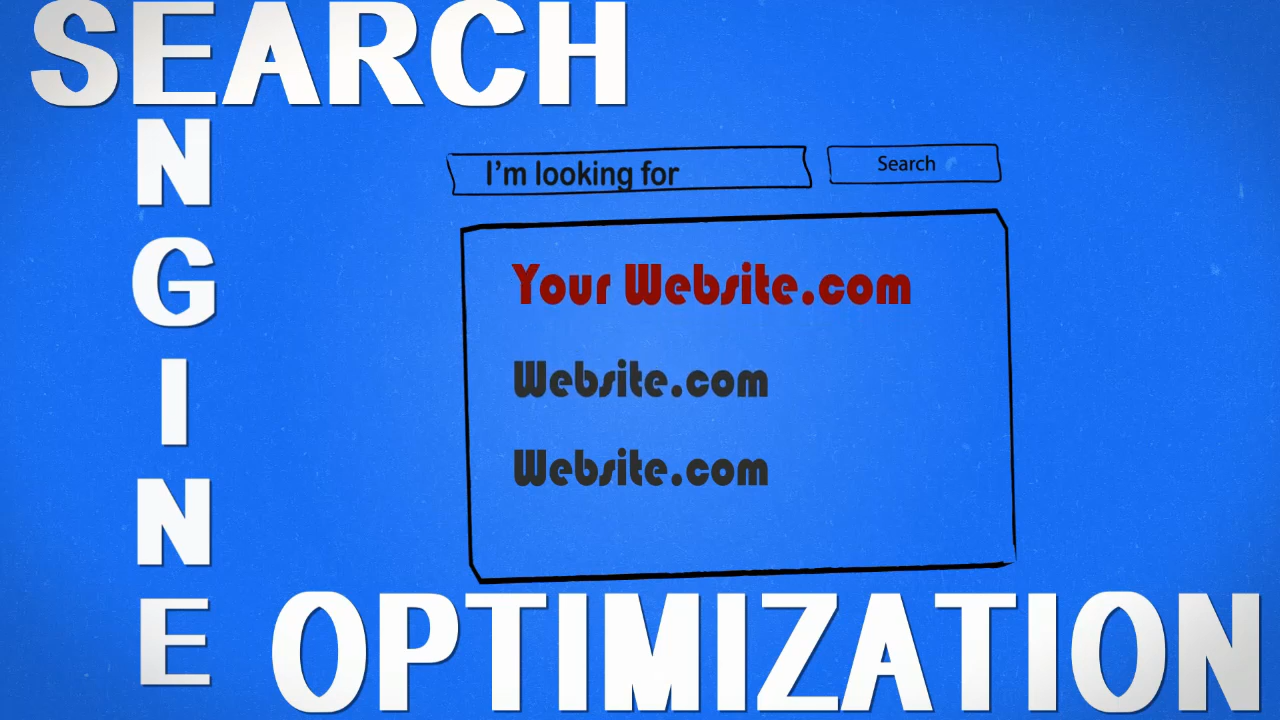 SEARCH
ENGINE
I'm looking for
Search
Your Website.com
Website.com
Website.com
OPTIMIZATION